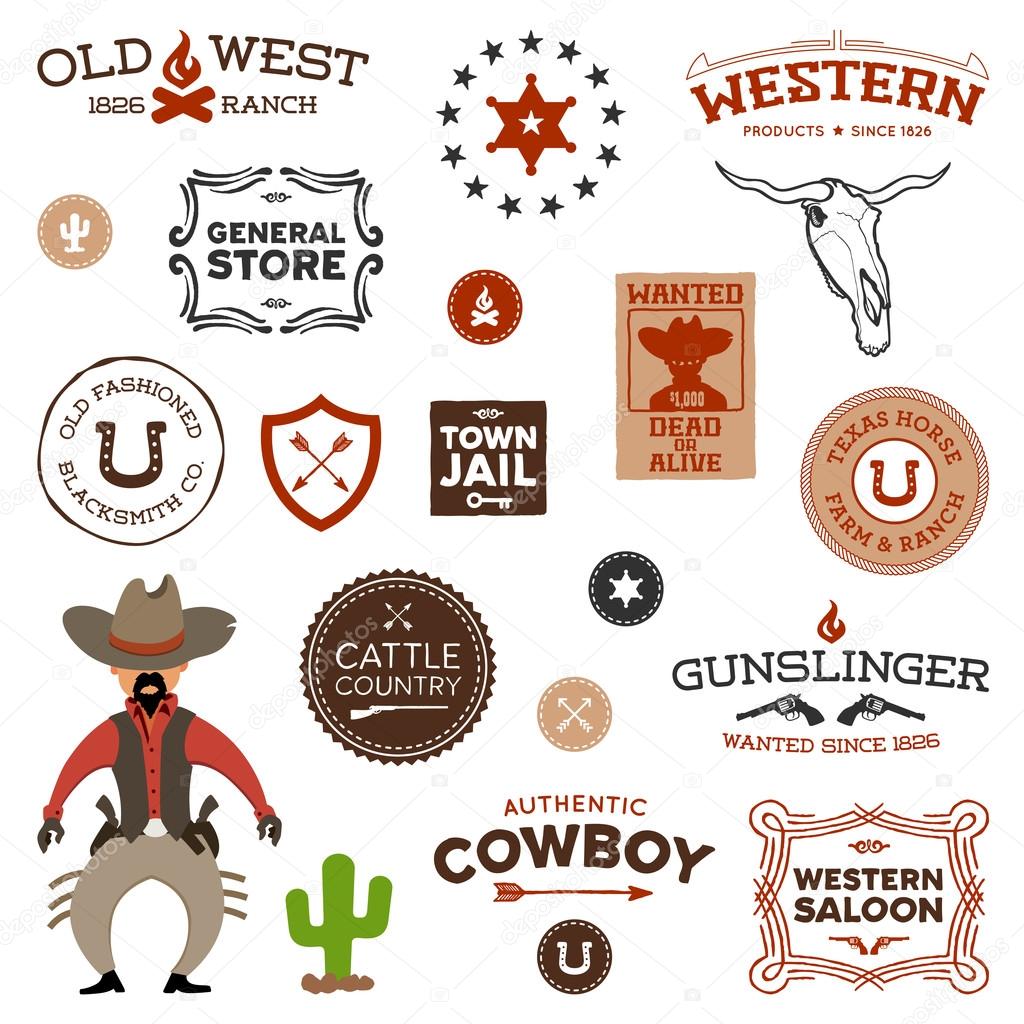 OLD WEST
1826 RANCH
WESTERN
PRODUCTS ★ SINCE 1826
GENERAL
STORE
WANTED
$1,000
DEAD
OR
ALIVE
OLD FASHIONED
BLACKSMITH CO.
TOWN
JAIL
TEXAS HORSE
FARM & RANCH
CATTLE
COUNTRY
GUNSLINGER
WANTED SINCE 1826
AUTHENTIC
COWBOY
WESTERN
SALOON
depositphotos